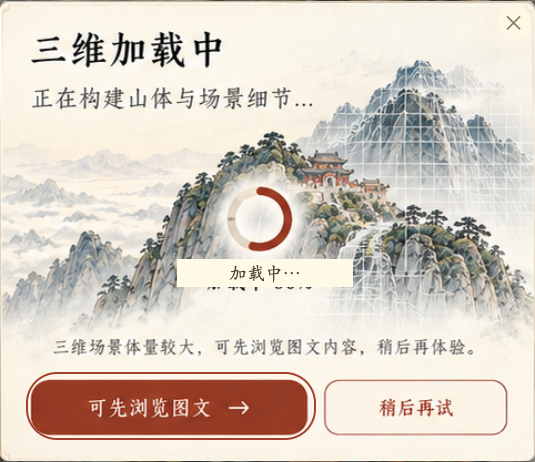 三维加载中
正在构建山体与场景细节...
加载中…
三维场景体量较大，可先浏览图文内容，稍后再体验。
可先浏览图文 →
稍后再试